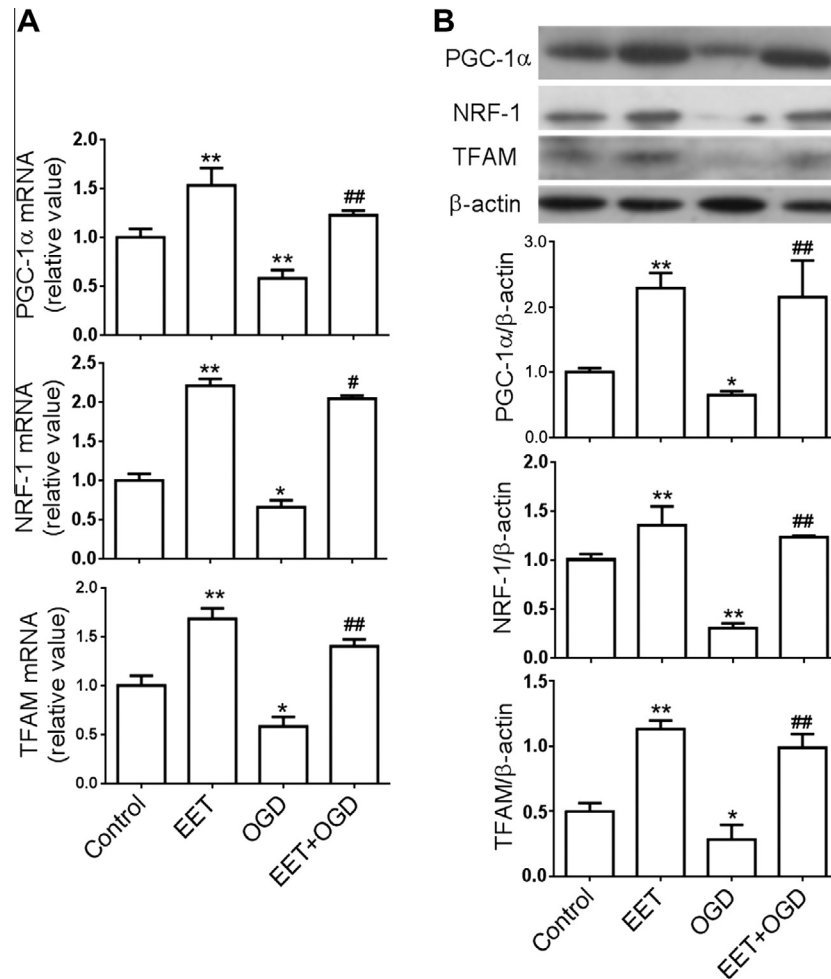 A
PGC-1α mRNA
(relative value)
2.0
1.5
1.0
0.5
0.0
**
**
##
NRF-1 mRNA
(relative value)
2.5
2.0
1.5
1.0
0.5
0.0
**
*
#
TFAM mRNA
(relative value)
2.0
1.5
1.0
0.5
0.0
**
*
##
Control
EET
OGD
EET+OGD
B
PGC-1α
NRF-1
TFAM
β-actin
PGC-1α/β-actin
3.0
2.0
1.0
0.0
**
*
##
NRF-1/β-actin
2.0
1.5
1.0
0.5
0.0
**
**
##
TFAM/β-actin
1.5
1.0
0.5
0.0
**
*
##
Control
EET
OGD
EET+OGD